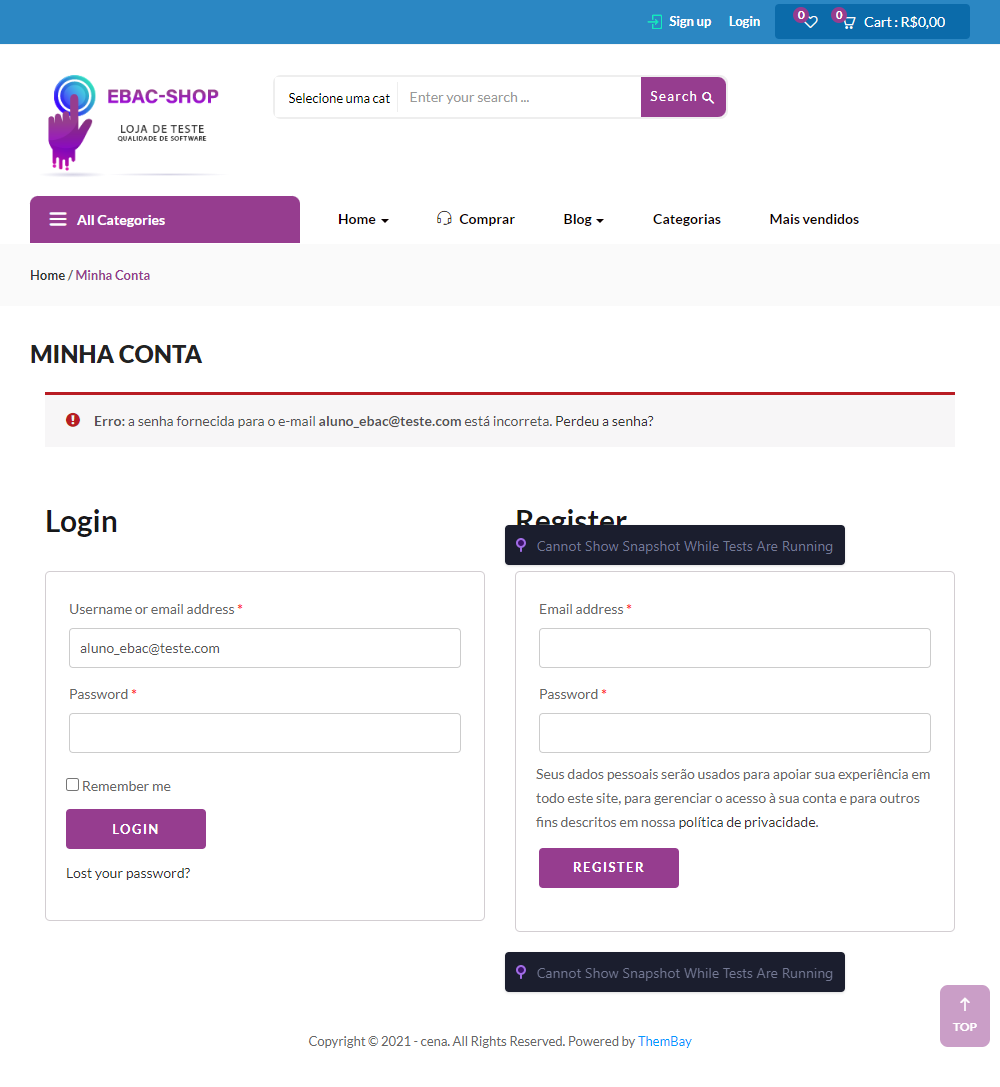 Sign up Login 0 0 Cart : R$0,00
EBAC-SHOP
LOJA DE TESTE
QUALIDADE DE SOFTWARE
Selione uma cat Enter your search ... Search
All Categories Home Comprar Blog Categorias Mais vendidos
Home / Minha Conta
MINHA CONTA
Erro: a senha fornecida para o e-mail aluno_ebac@teste.com está incorreta. Perdeu a senha?
Login
Register
Cannot Show Snapshot While Tests Are Running
Username or email address *
aluno_ebac@teste.com
Password *
Remember me
LOGIN
Lost your password?
Email address *
Password *
Seus dados pessoais serão usados para apoiar sua experiência em
todo este site, para gerenciar o acesso à sua conta e para outros
fins descritos em nossa política de privacidade.
REGISTER
Cannot Show Snapshot While Tests Are Running
TOP
Copyright © 2021 - cena. All Rights Reserved. Powered by ThemBay